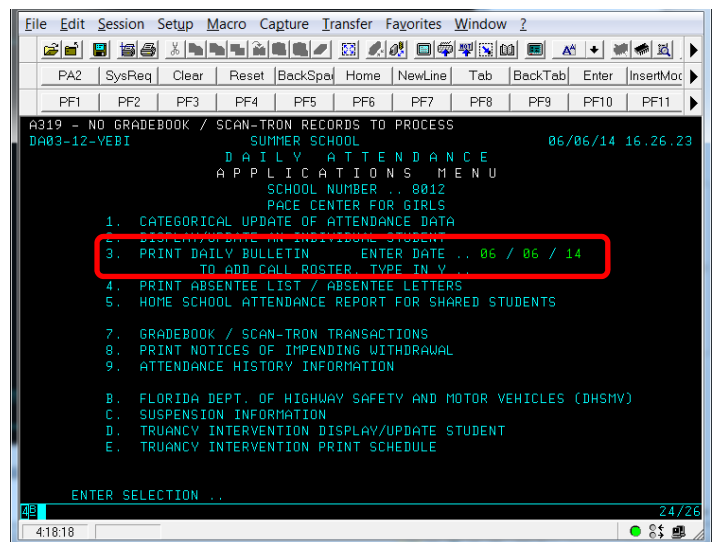 File Edit Session Setup Macro Capture Transfer Favorites Window ?
PA2 SysReq Clear Reset BackSpa Home NewLine Tab BackTab Enter InsertMod
PF1 PF2 PF3 PF4 PF5 PF6 PF7 PF8 PF9 PF10 PF11
A319 - NO GRADEBOOK / SCAN-TRON RECORDS TO PROCESS
DA03-12-YEBI SUMMER SCHOOL 06/06/14 16.26.23
D A I L Y A T T E N D A N C E
A P P L I C A T I O N S M E N U
SCHOOL NUMBER .. 8012
PACE CENTER FOR GIRLS
1. CATEGORICAL UPDATE OF ATTENDANCE DATA
2. DISPLAY/UPDATE AN INDIVIDUAL STUDENT
3. PRINT DAILY BULLETIN ENTER DATE .. 06 / 06 / 14
TO ADD CALL ROSTER, TYPE IN Y ..
4. PRINT ABSENTEE LIST / ABSENTEE LETTERS
5. HOME SCHOOL ATTENDANCE REPORT FOR SHARED STUDENTS
7. GRADEBOOK / SCAN-TRON TRANSACTIONS
8. PRINT NOTICES OF IMPENDING WITHDRAWAL
9. ATTENDANCE HISTORY INFORMATION
B. FLORIDA DEPT. OF HIGHWAY SAFETY AND MOTOR VEHICLES (DHSMV)
C. SUSPENSION INFORMATION
D. TRUANCY INTERVENTION DISPLAY/UPDATE STUDENT
E. TRUANCY INTERVENTION PRINT SCHEDULE
ENTER SELECTION ..
4B 24/26
4:18:18